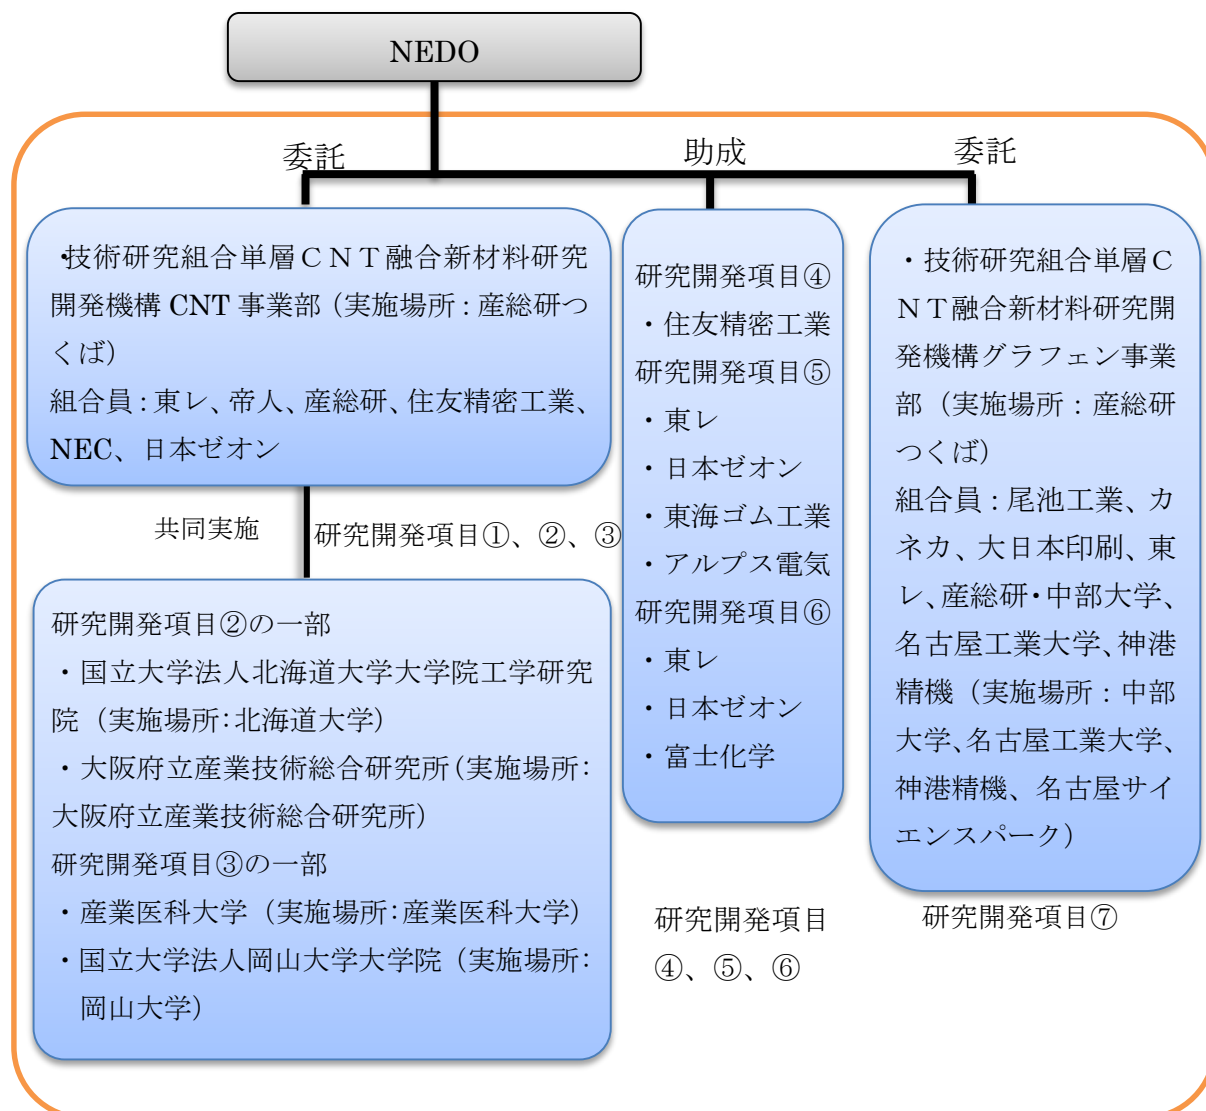 NEDO
委託
助成
委託
・技術研究組合単層ＣＮＴ融合新材料研究
開発機構 CNT 事業部（実施場所：産総研つ
くば）
組合員：東レ、帝人、産総研、住友精密工業、
NEC、日本ゼオン
共同実施
研究開発項目①、②、③
研究開発項目②の一部
・国立大学法人北海道大学大学院工学研究
院（実施場所：北海道大学）
・大阪府立産業技術総合研究所（実施場所：
大阪府立産業技術総合研究所）
研究開発項目③の一部
・産業医科大学（実施場所：産業医科大学）
・国立大学法人岡山大学大学院（実施場所：
岡山大学）
研究開発項目④
・住友精密工業
研究開発項目⑤
・東レ
・日本ゼオン
・東海ゴム工業
・アルプス電気
研究開発項目⑥
・東レ
・日本ゼオン
・富士化学
研究開発項目
④、⑤、⑥
・技術研究組合単層Ｃ
ＮＴ融合新材料研究開
発機構グラフェン事業
部（実施場所：産総研
つくば）
組合員：尾池工業、カ
ネカ、大日本印刷、東
レ、産総研・中部大学、
名古屋工業大学、神港
精機（実施場所：中部
大学、名古屋工業大学、
神港精機、名古屋サイ
エンスパーク）
研究開発項目⑦